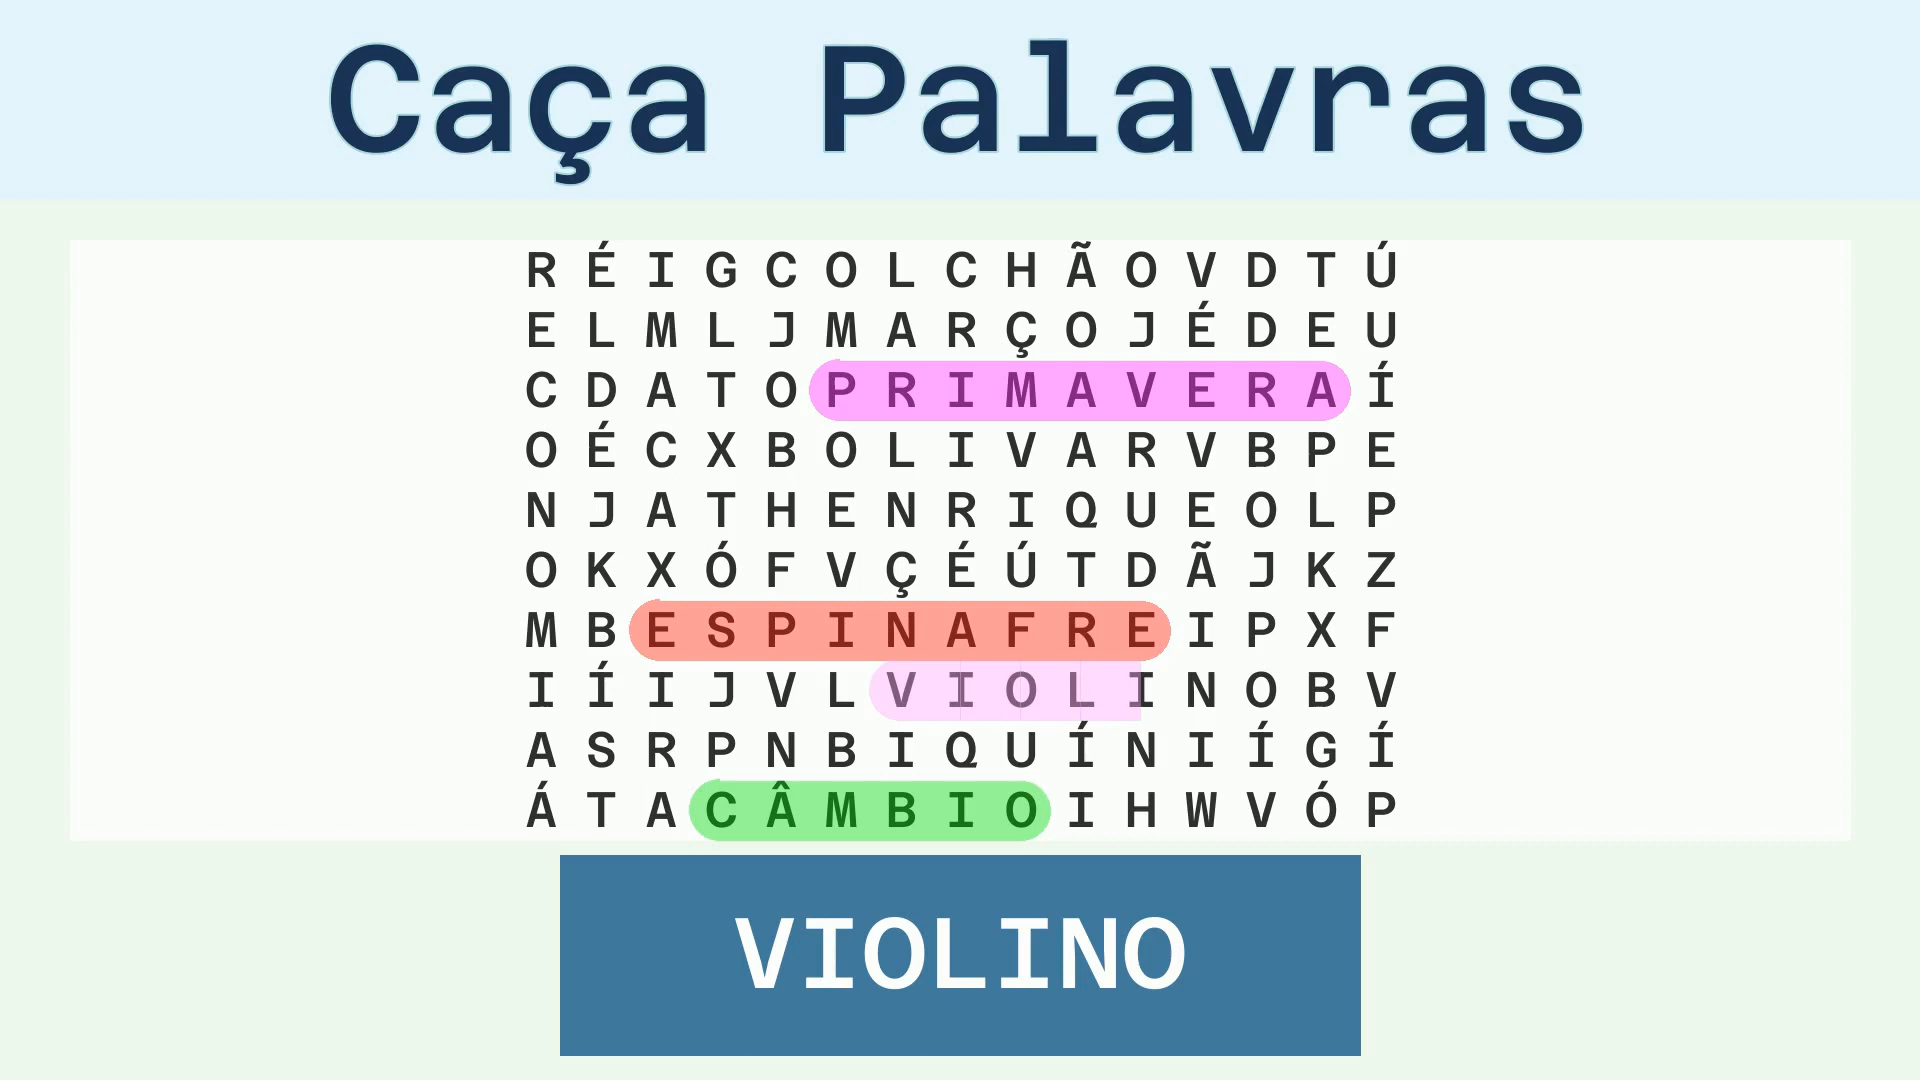 Caça Palavras
R É I G C O L C H Ã O V D T Ú
E L M L J M A R Ç O J É D E U
C D A T O P R I M A V E R A Í
O É C X B O L I V A R V B P E
N J A T H E N R I Q U E O L P
O K X Ó F V Ç É Ú T D Ã J K Z
M B E S P I N A F R E I P X F
I Í I J V L V I O L I N O B V
A S R P N B I Q U Í N I Í G Í
Á T A C Â M B I O I H W V Ó P
VIOLINO